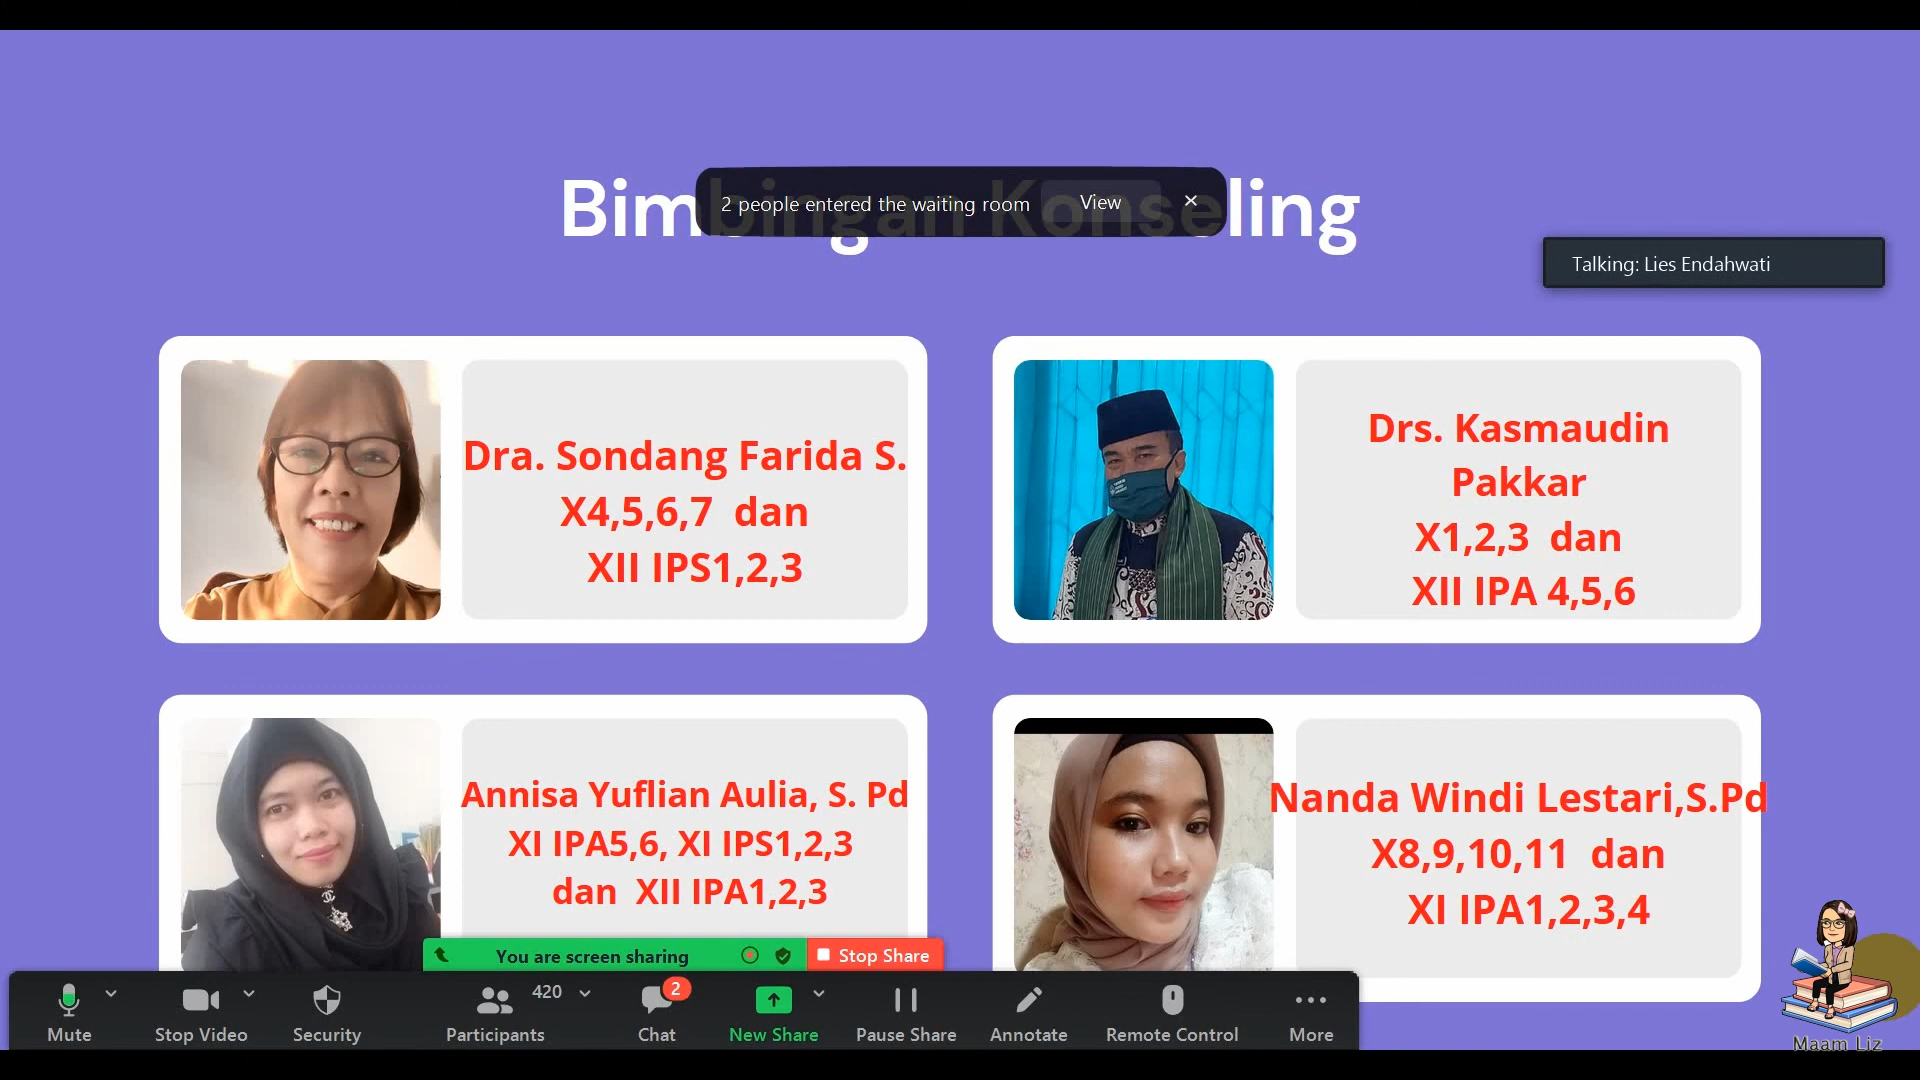 Bimbingan Konseling
2 people entered the waiting room
View
Talking: Lies Endahwati
Dra. Sondang Farida S.
X4,5,6,7 dan
XII IPS1,2,3
Drs. Kasmaudin
Pakkar
X1,2,3 dan
XII IPA 4,5,6
Annisa Yuflian Aulia, S. Pd
XI IPA5,6, XI IPS1,2,3
dan XII IPA1,2,3
Nanda Windi Lestari,S.Pd
X8,9,10,11 dan
XI IPA1,2,3,4
You are screen sharing
Stop Share
Mute
Stop Video
Security
Participants
420
Chat
2
New Share
Pause Share
Annotate
Remote Control
More
Maam Liz